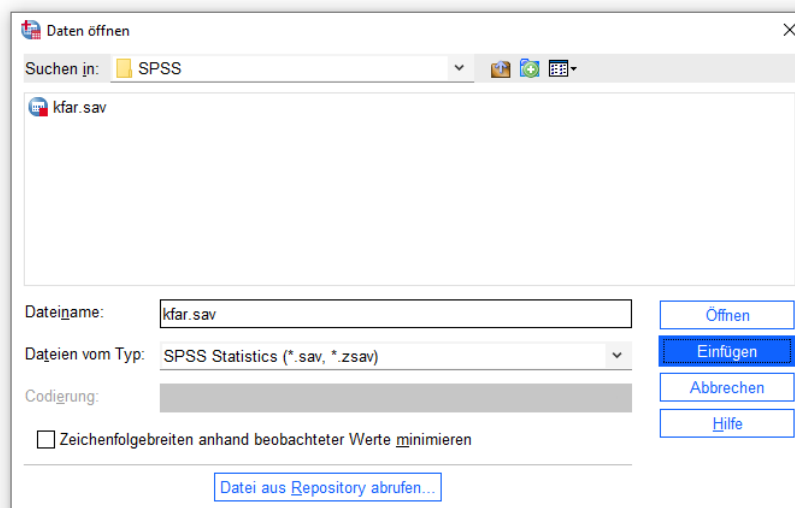 Daten öffnen
Suchen in: SPSS
kfar.sav
Dateiname: kfar.sav
Öffnen
Dateien vom Typ: SPSS Statistics (*.sav, *.zsav)
Einfügen
Codierung:
Abbrechen
Hilfe
Zeichenfolgebreiten anhand beobachteter Werte minimieren
Datei aus Repository abrufen...